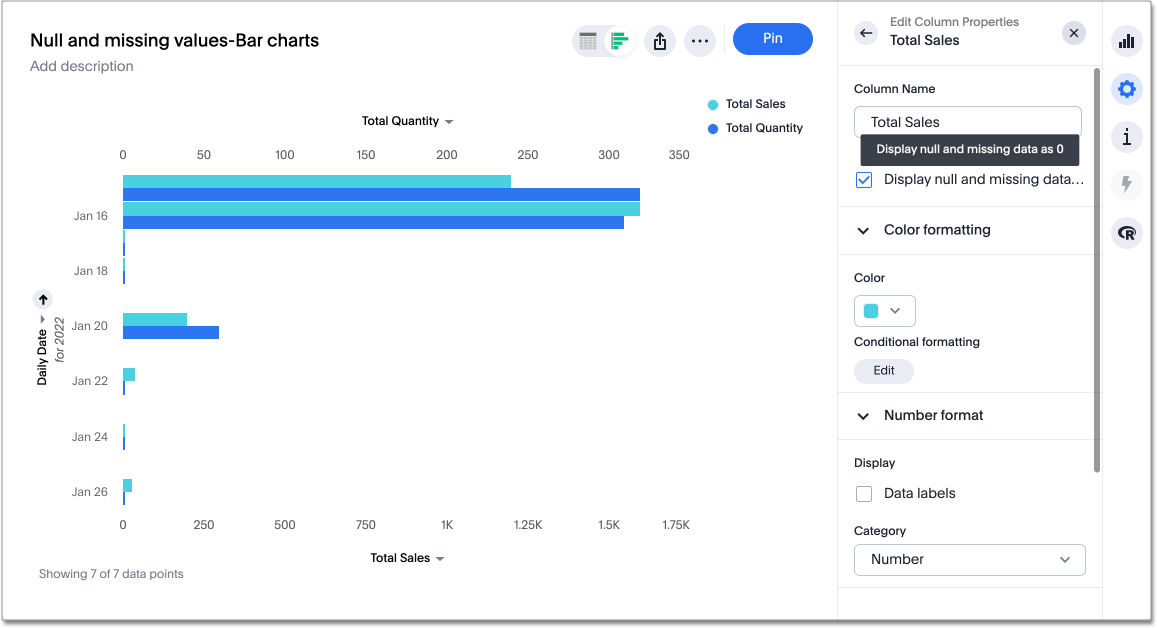 Null and missing values-Bar charts
Add description
Pin
Total Sales
Total Quantity
Total Quantity
0 50 100 150 200 250 300 350
Jan 16
Jan 18
Jan 20
Jan 22
Jan 24
Jan 26
Daily Date
for 2022
0 250 500 750 1K 1.25K 1.5K 1.75K
Total Sales
Showing 7 of 7 data points
Edit Column Properties
Total Sales
Column Name
Total Sales
Display null and missing data as 0
Display null and missing data...
Color formatting
Color
Conditional formatting
Edit
Number format
Display
Data labels
Category
Number
i
R